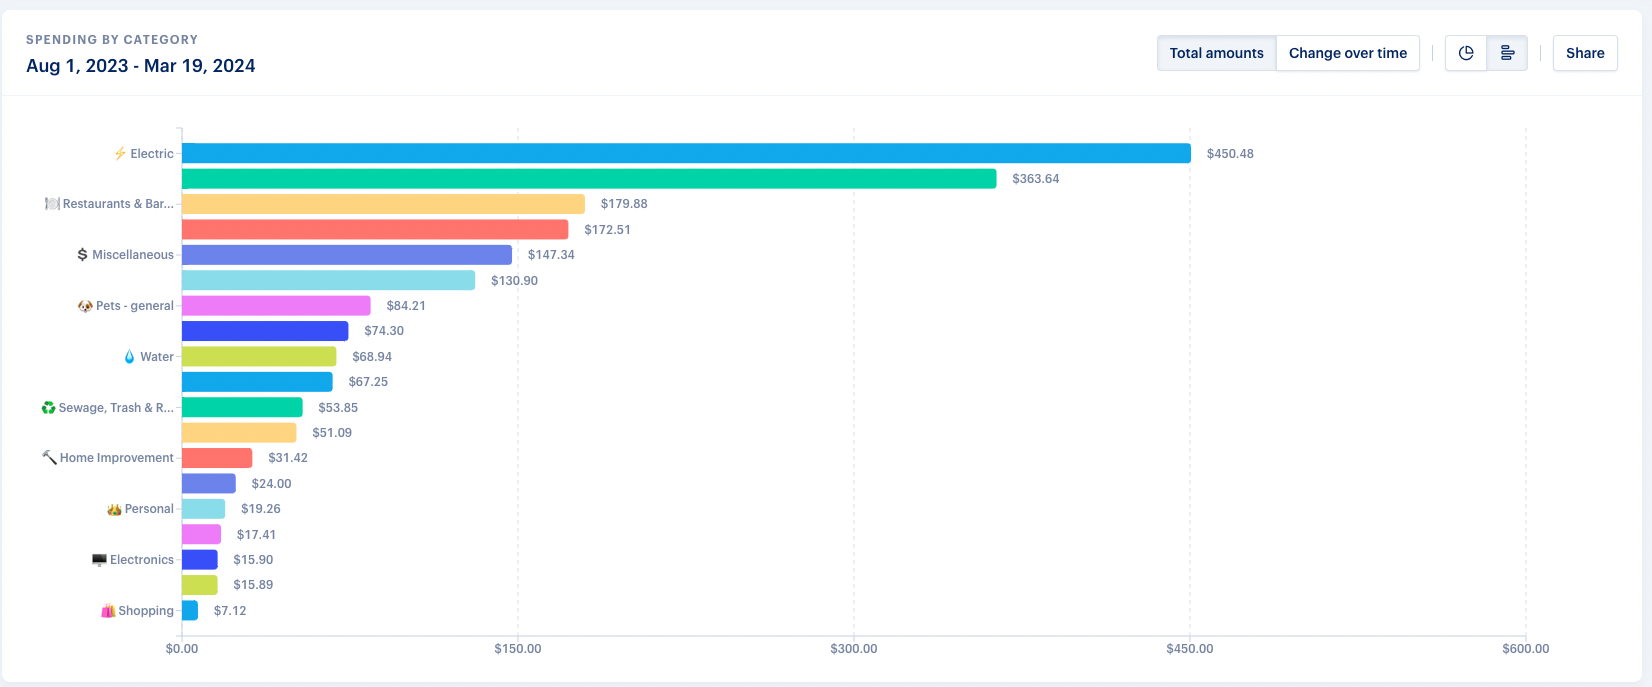 SPENDING BY CATEGORY
Aug 1, 2023 - Mar 19, 2024
Total amounts
Change over time
Share
⚡ Electric $450.48
$363.64
🍽️ Restaurants & Bar... $179.88
$172.51
💲 Miscellaneous $147.34
$130.90
🐶 Pets - general $84.21
$74.30
💧 Water $68.94
$67.25
♻️ Sewage, Trash & R... $53.85
$51.09
🔨 Home Improvement $31.42
$24.00
👑 Personal $19.26
$17.41
🖥️ Electronics $15.90
$15.89
🛍️ Shopping $7.12
$0.00 $150.00 $300.00 $450.00 $600.00